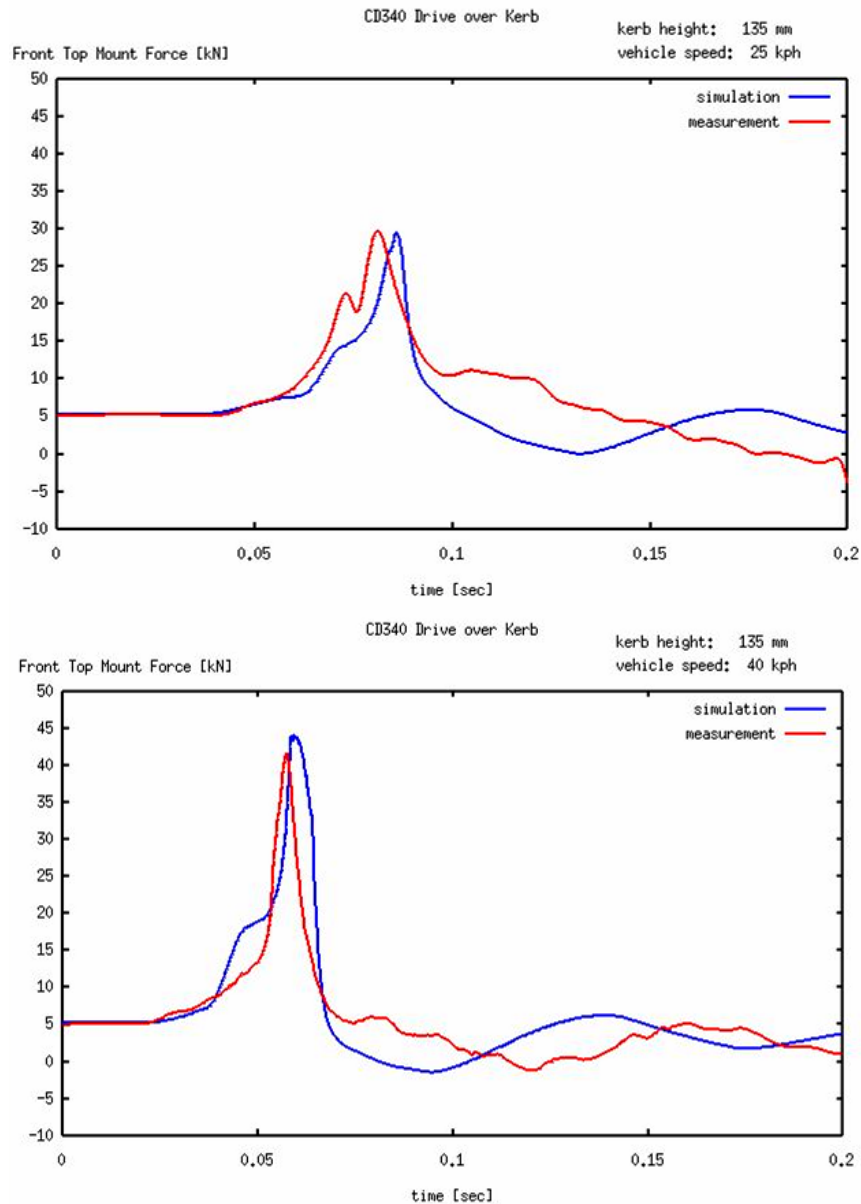 CD340 Drive over Kerb
kerb height: 135 mm
Front Top Mount Force [kN]
vehicle speed: 25 kph
50
simulation
45
measurement
40
35
30
25
20
15
10
5
0
-5
-10
0
0.05
0.1
0.15
0.2
time [sec]
CD340 Drive over Kerb
kerb height: 135 mm
Front Top Mount Force [kN]
vehicle speed: 40 kph
50
simulation
45
measurement
40
35
30
25
20
15
10
5
0
-5
-10
0
0.05
0.1
0.15
0.2
time [sec]